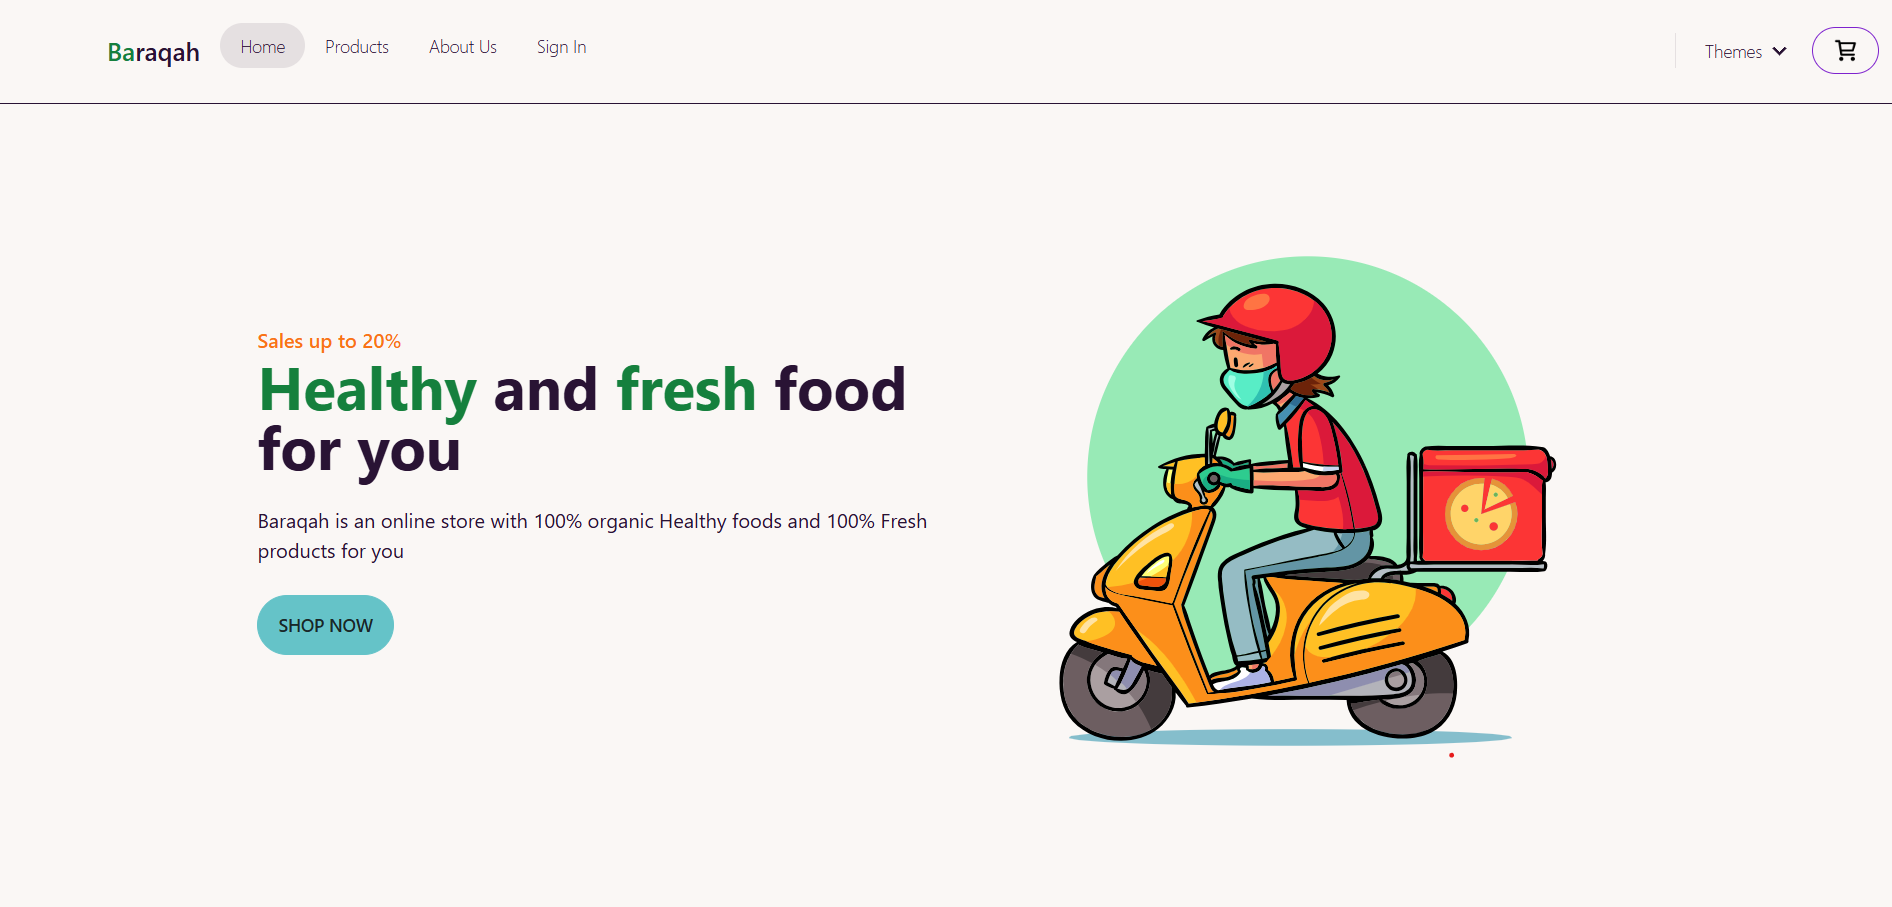 Baraqah Home Products About Us Sign In Themes
Sales up to 20%
Healthy and fresh food
for you
Baraqah is an online store with 100% organic Healthy foods and 100% Fresh
products for you
SHOP NOW